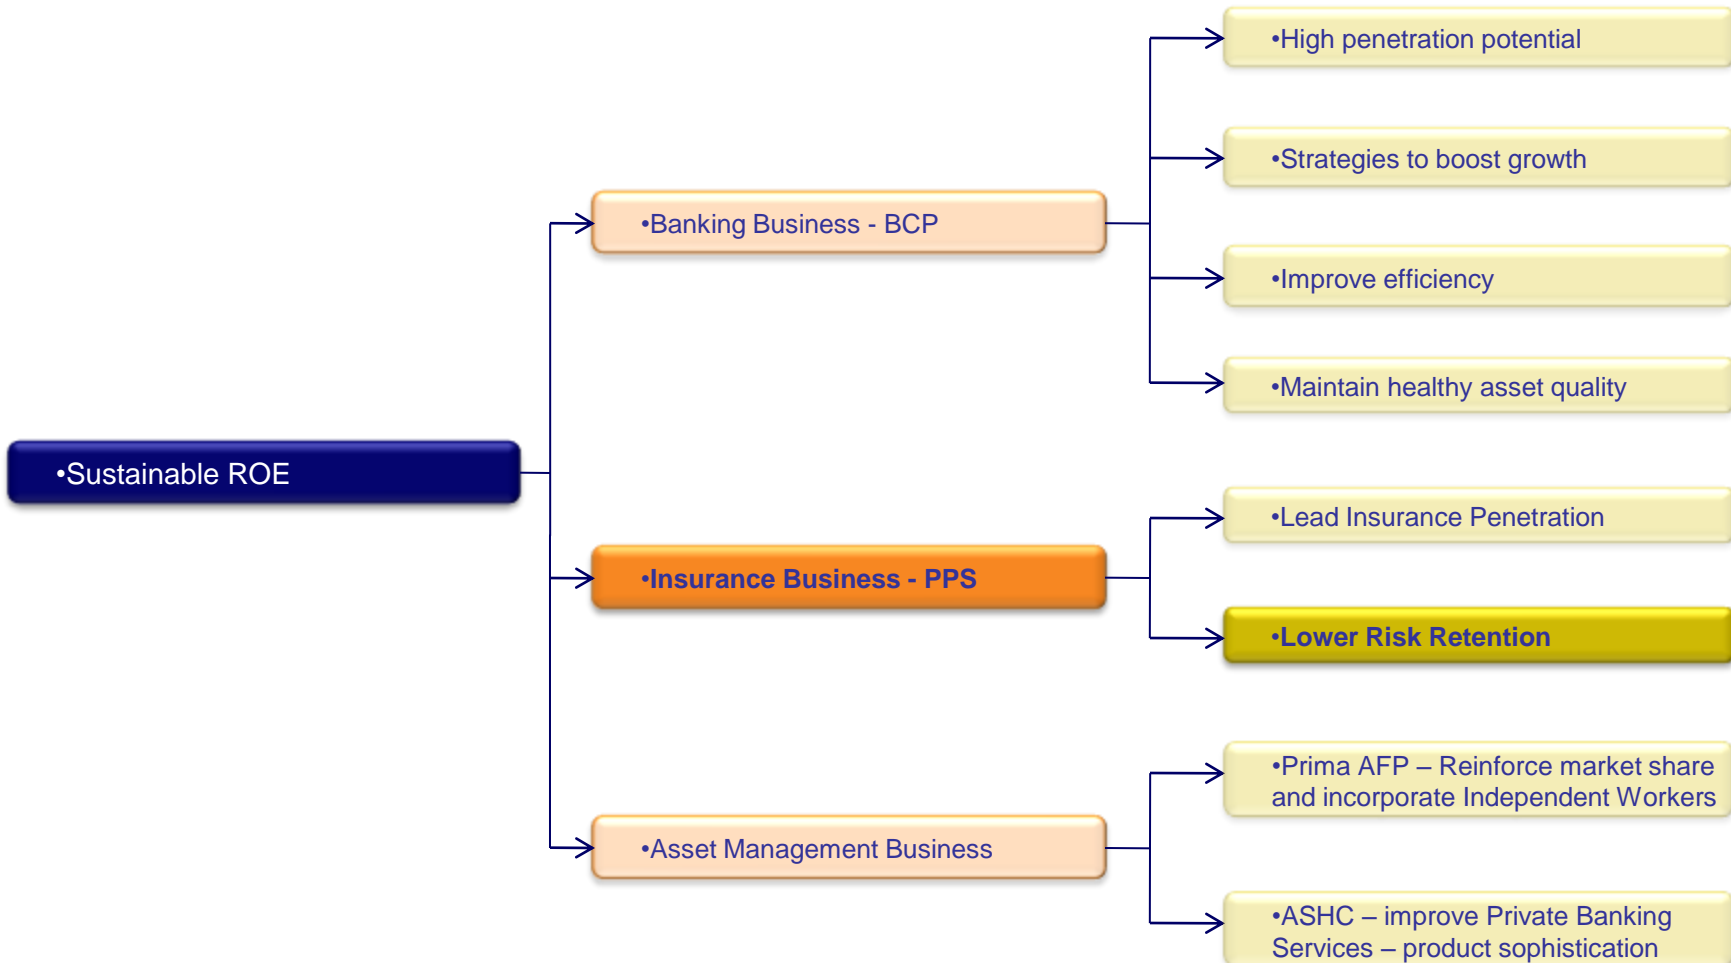 •Sustainable ROE
•Banking Business - BCP
•High penetration potential
•Strategies to boost growth
•Improve efficiency
•Maintain healthy asset quality
•Insurance Business - PPS
•Lead Insurance Penetration
•Lower Risk Retention
•Asset Management Business
•Prima AFP – Reinforce market share
and incorporate Independent Workers
•ASHC – improve Private Banking
Services – product sophistication